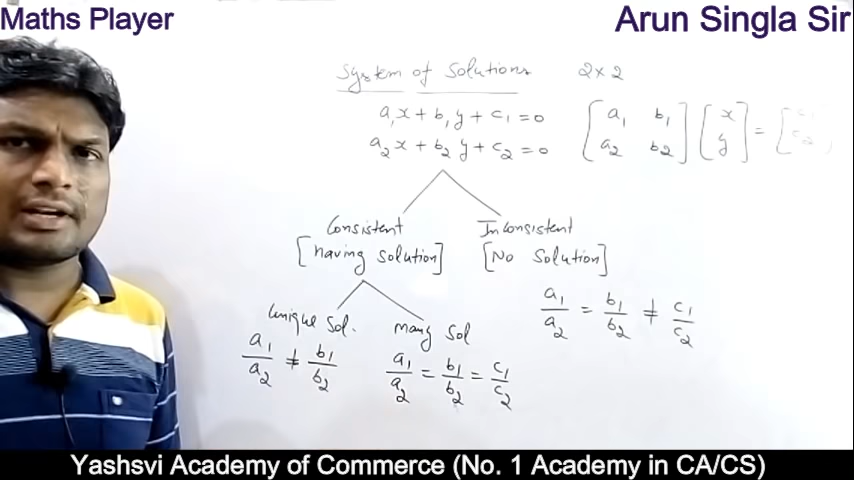 Maths Player
Arun Singla Sir
System of Solutions 2×2
a₁x + b₁y + c₁ = 0
a₂x + b₂y + c₂ = 0
[a₁ b₁
a₂ b₂] [x
y] = [c₁
c₂]
Consistent
[having solution]
Inconsistent
[No solution]
Unique Sol.
a₁/a₂ ≠ b₁/b₂
many Sol
a₁/a₂ = b₁/b₂ = c₁/c₂
a₁/a₂ = b₁/b₂ ≠ c₁/c₂
Yashsvi Academy of Commerce (No. 1 Academy in CA/CS)